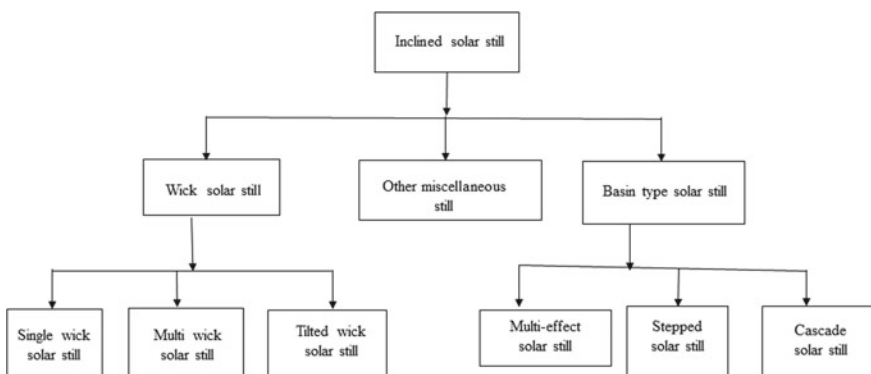 Inclined solar still
Wick solar still
Other miscellaneous
still
Basin type solar still
Single wick
solar still
Multi wick
solar still
Tilted wick
solar still
Multi-effect
solar still
Stepped
solar still
Cascade
solar still